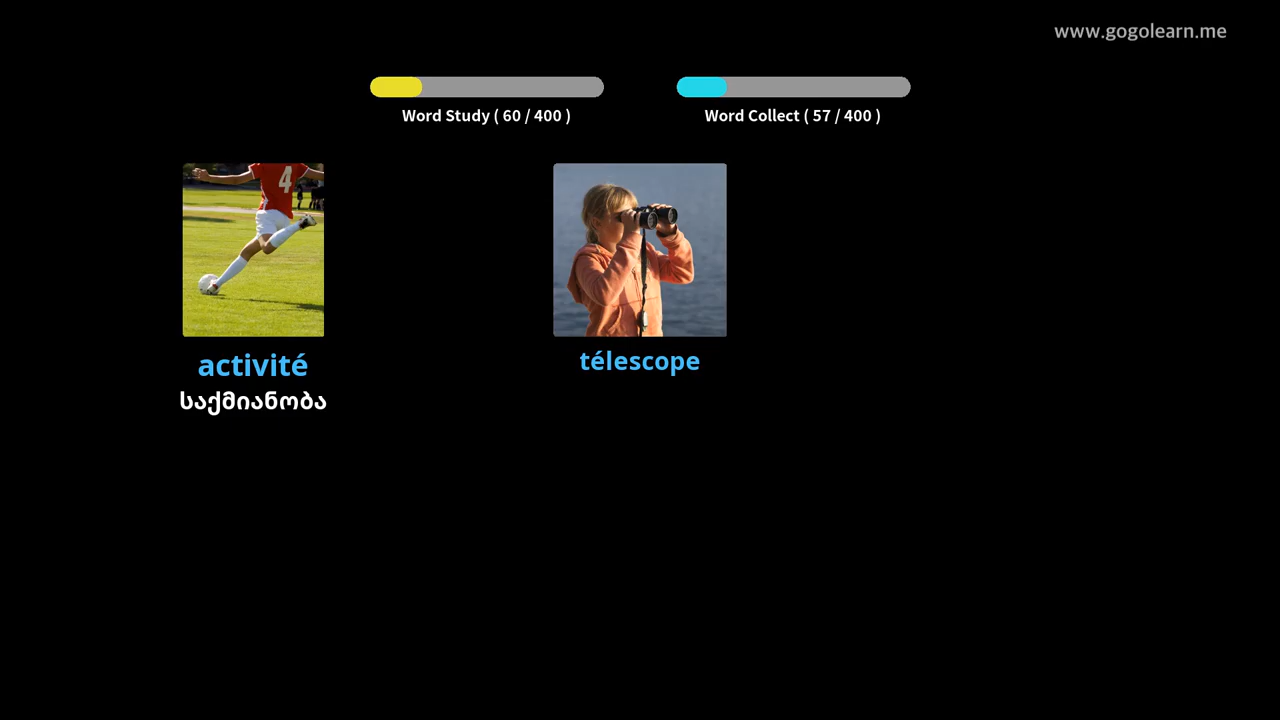 www.gogolearn.me
Word Study ( 60 / 400 )
Word Collect ( 57 / 400 )
4
activité
საქმიანობა
télescope